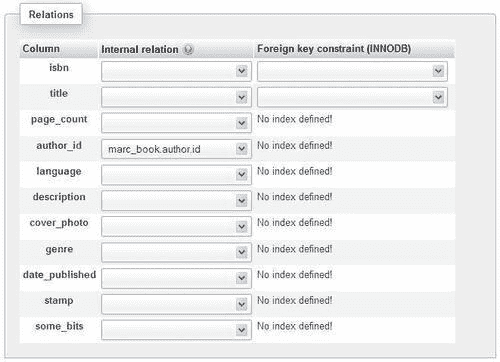 Relations
Column Internal relation Foreign key constraint (INNODB)
isbn
title
page_count No index defined!
author_id marc_book.author.id No index defined!
language No index defined!
description No index defined!
cover_photo No index defined!
genre No index defined!
date_published No index defined!
stamp No index defined!
some_bits No index defined!